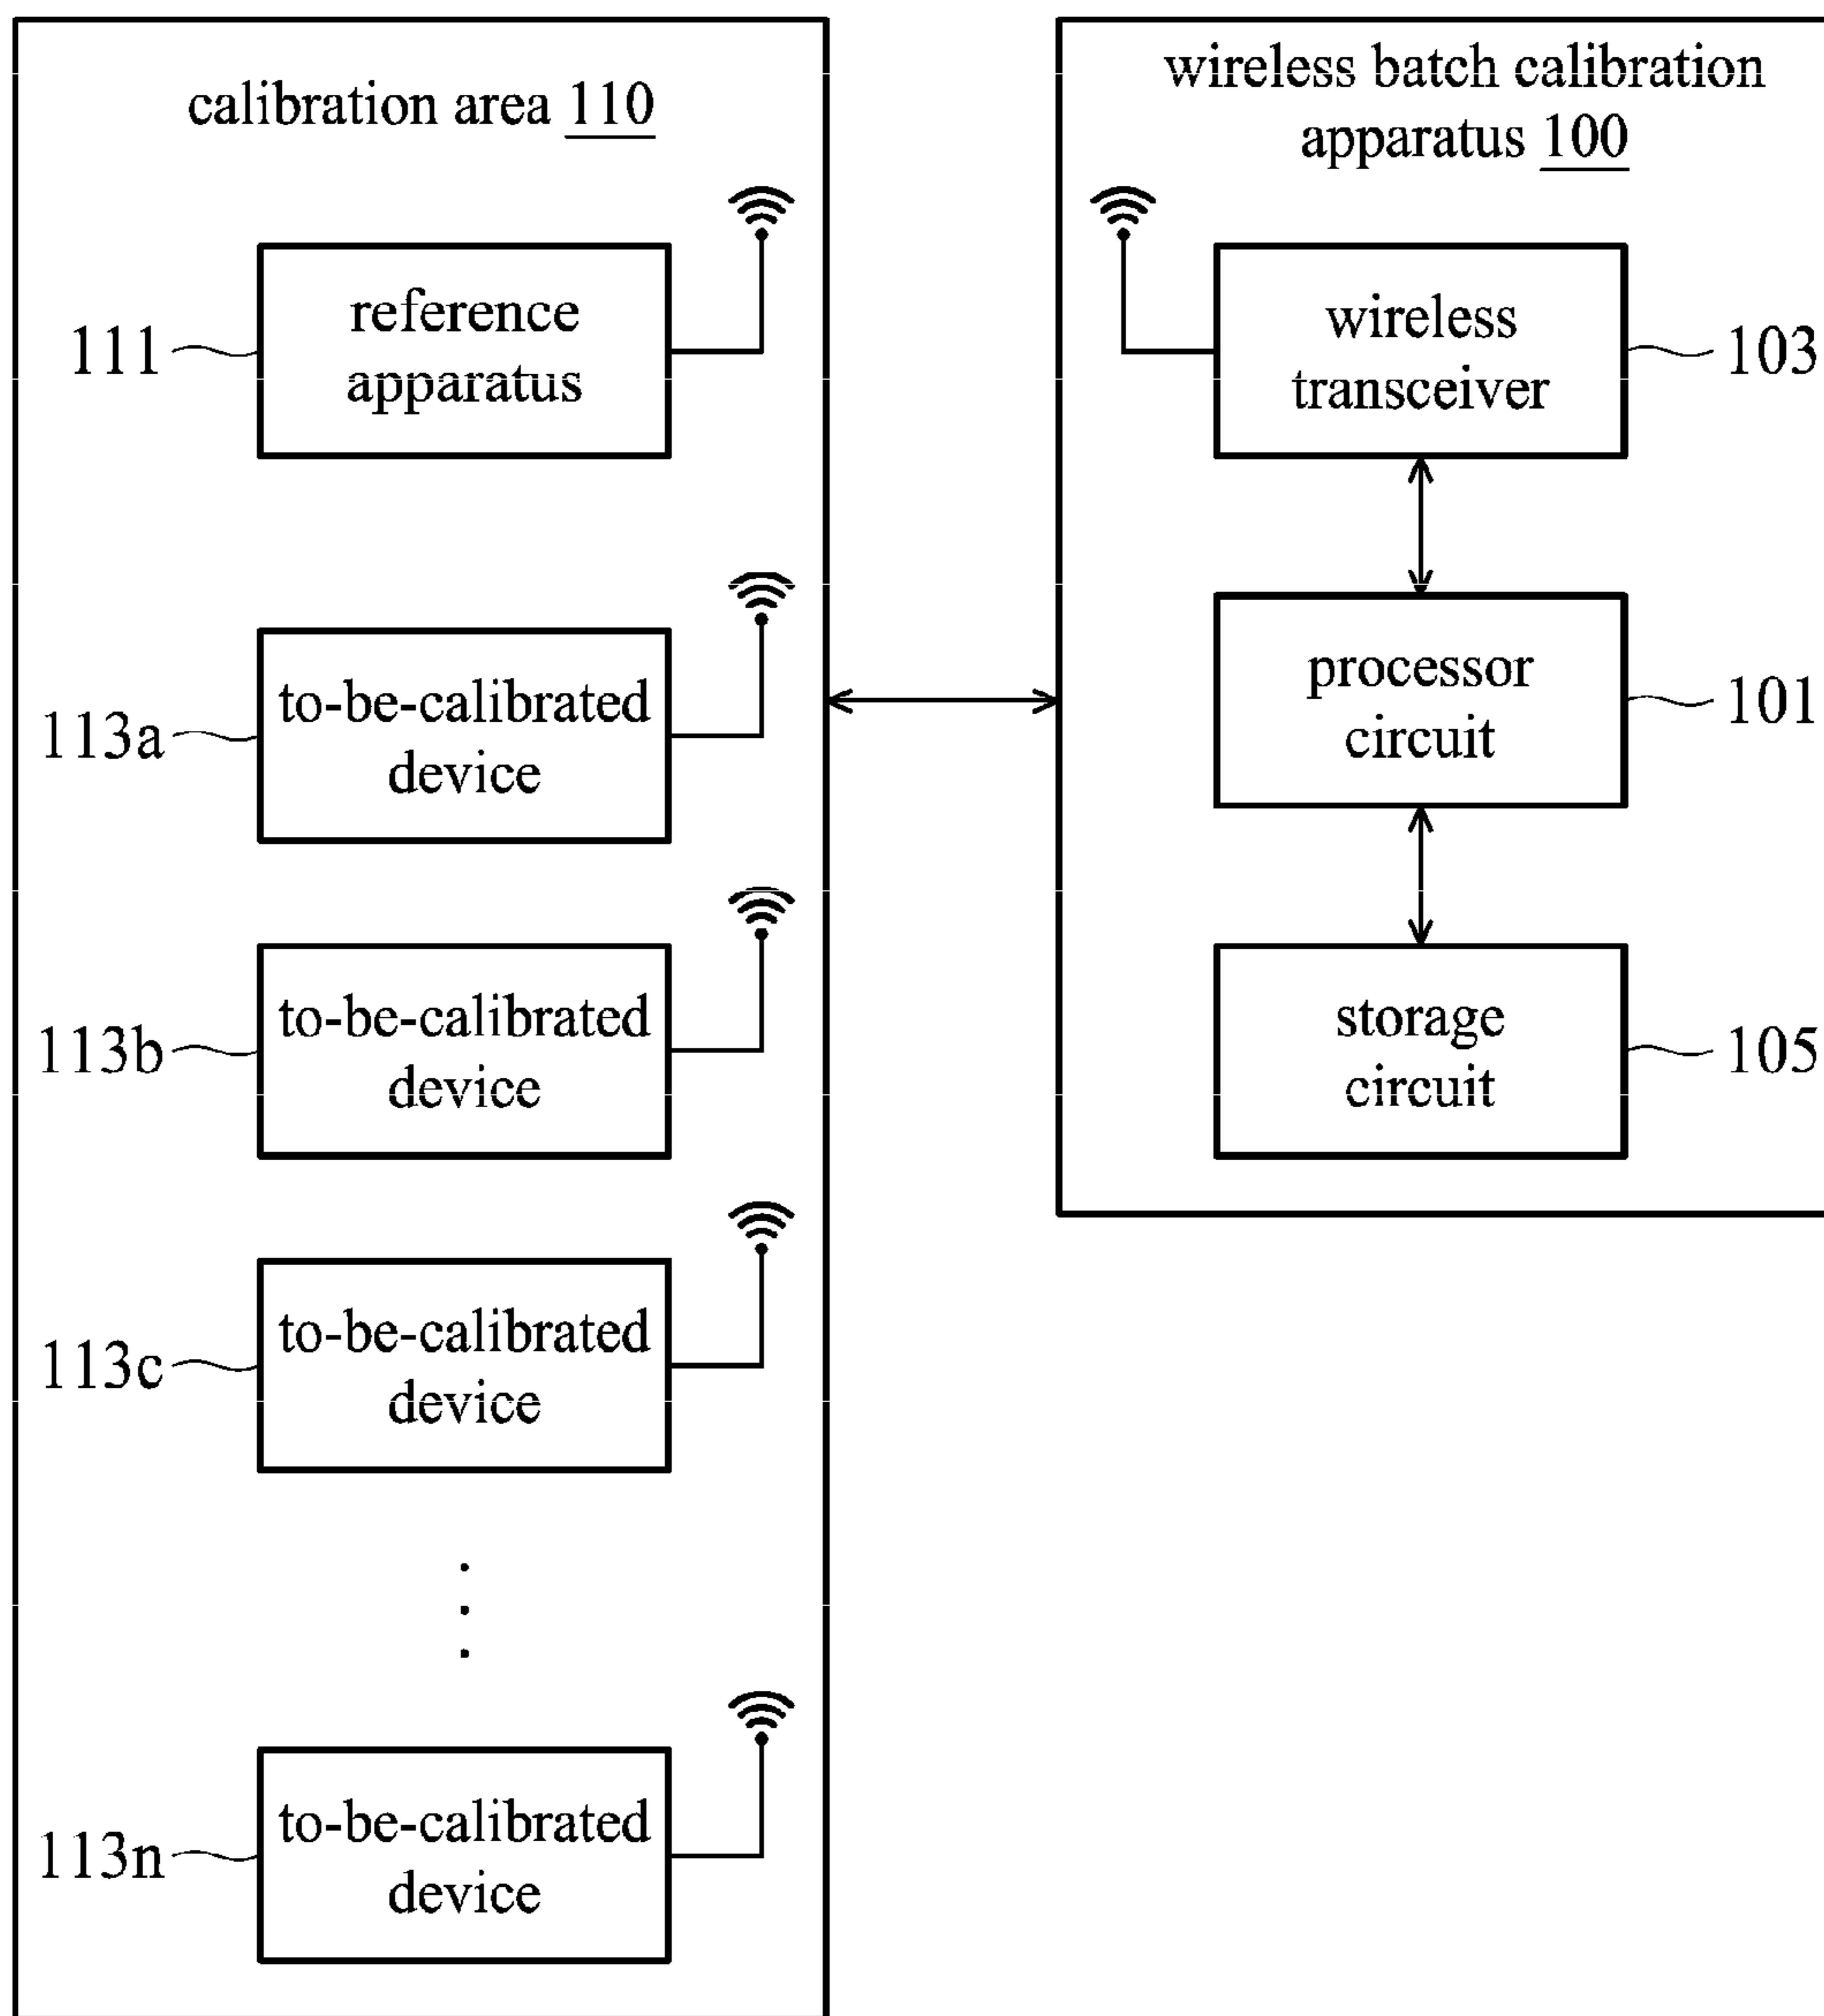 calibration area 110
111
reference
apparatus
113a
to-be-calibrated
device
113b
to-be-calibrated
device
113c
to-be-calibrated
device
113n
to-be-calibrated
device
wireless batch calibration
apparatus 100
wireless
transceiver
103
processor
circuit
101
storage
circuit
105